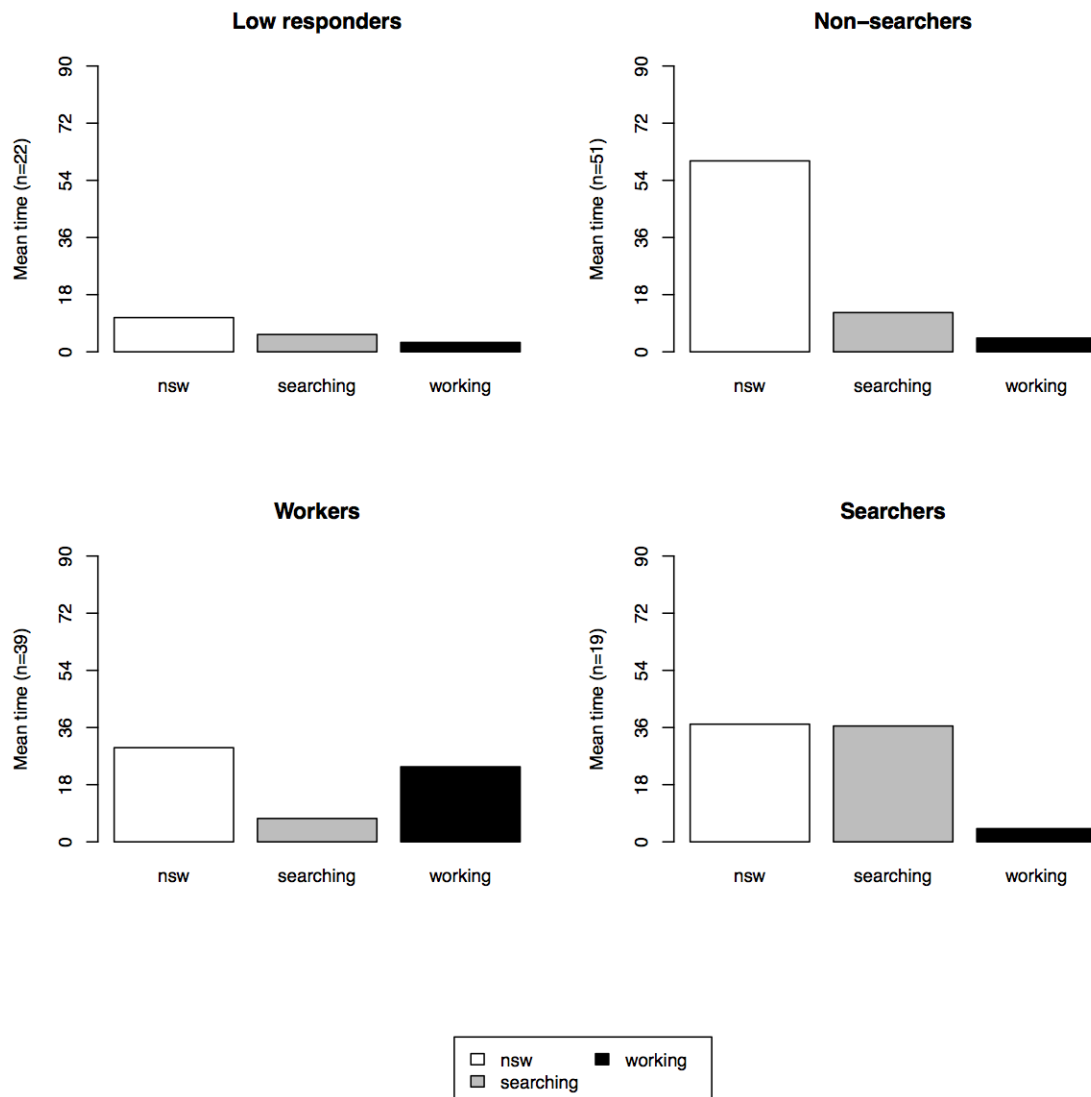 Low responders
Mean time (n=22)
90
72
54
36
18
0
nsw searching working
Non−searchers
Mean time (n=51)
90
72
54
36
18
0
nsw searching working
Workers
Mean time (n=39)
90
72
54
36
18
0
nsw searching working
Searchers
Mean time (n=19)
90
72
54
36
18
0
nsw searching working
nsw working
searching